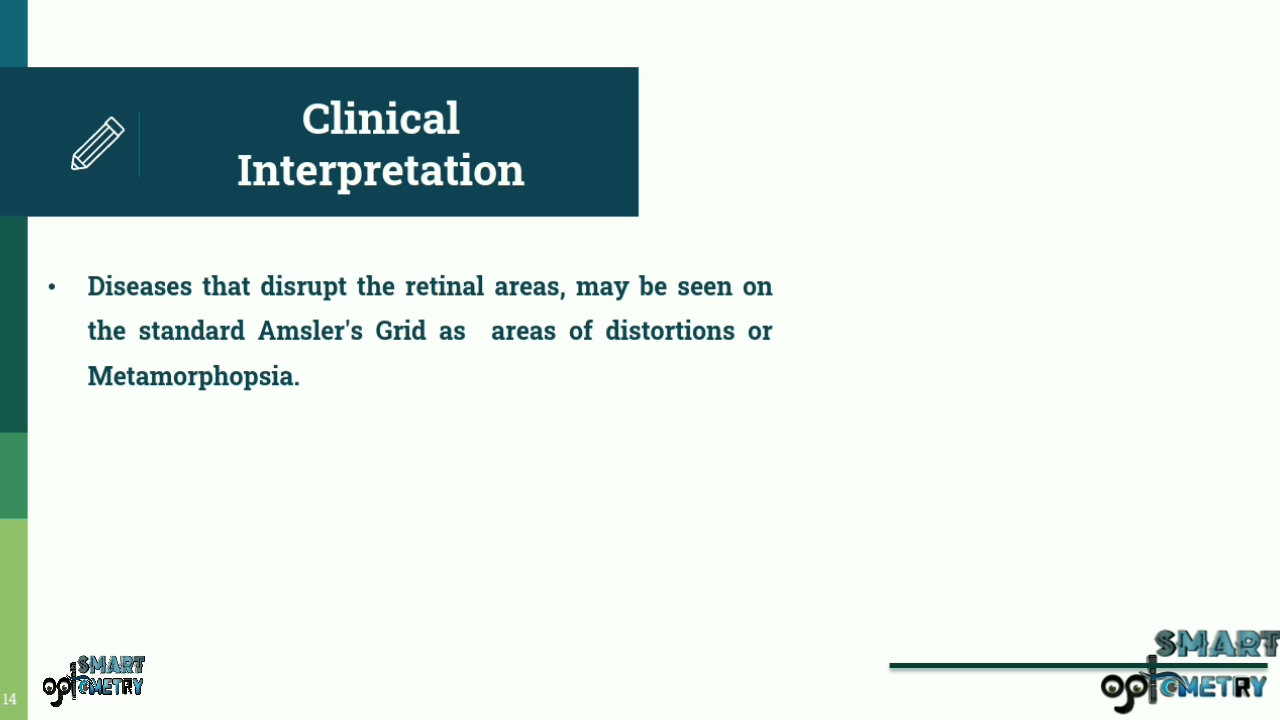 Clinical
Interpretation
• Diseases that disrupt the retinal areas, may be seen on
the standard Amsler's Grid as areas of distortions or
Metamorphopsia.
14
SMART
optometry
SMART
optometry